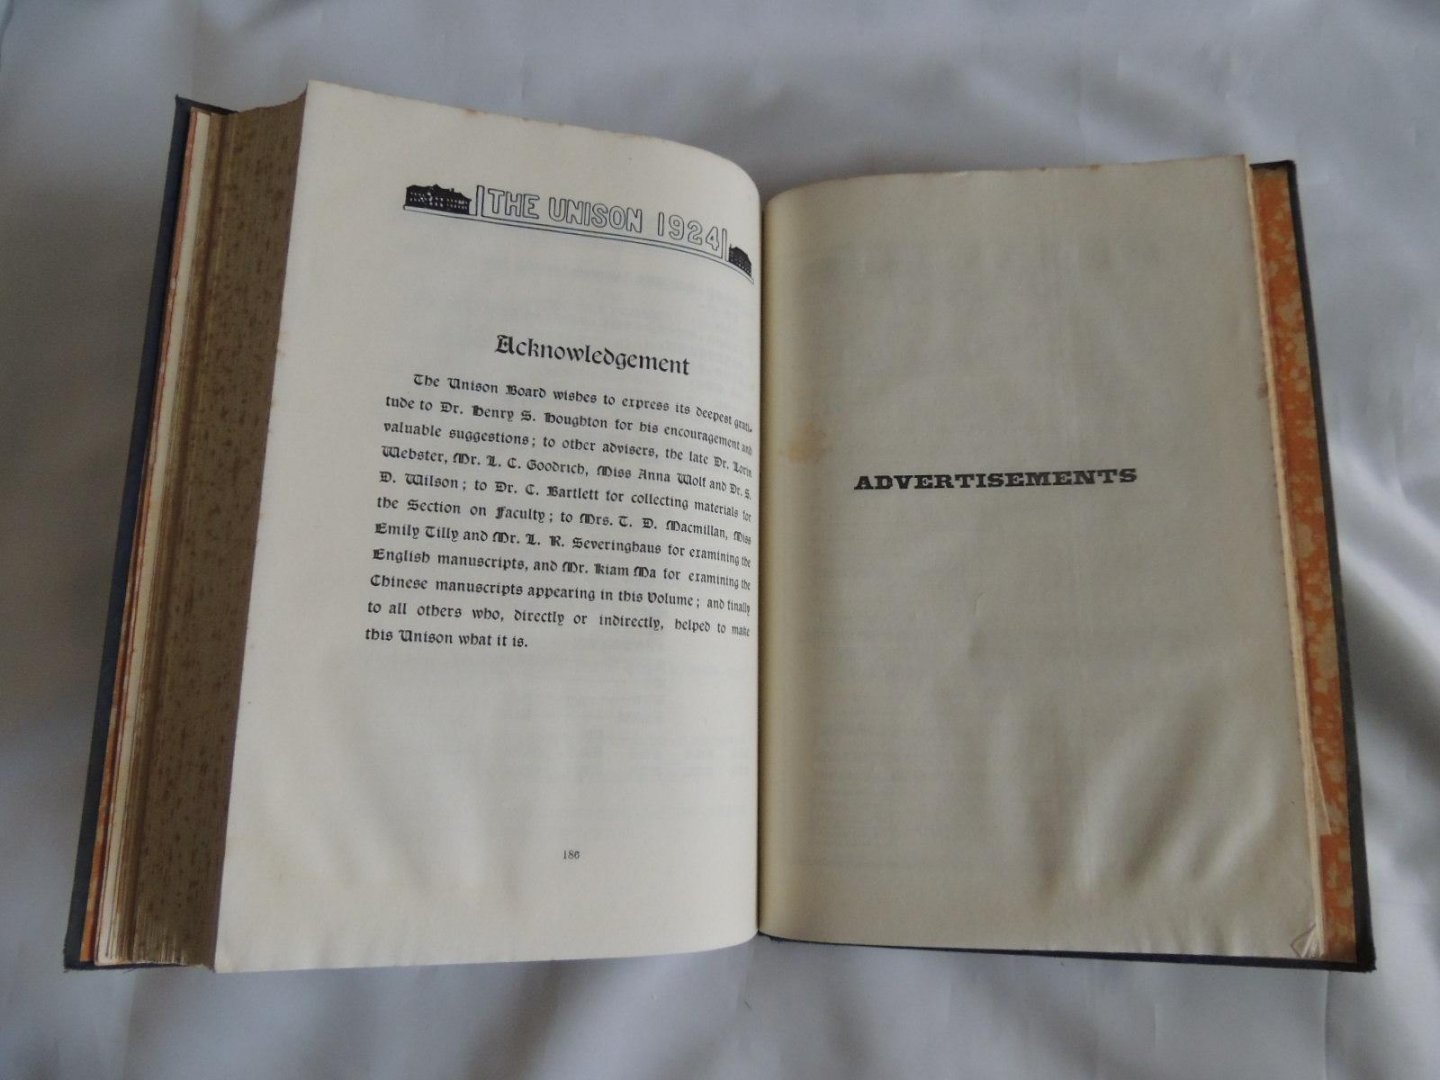 THE UNISON 1924
Acknowledgement
The Unison Board wishes to express its deepest grati-
tude to Dr. Henry S. Houghton for his encouragement and
valuable suggestions; to other advisers, the late Dr. Lorin
Webster, Mr. L. C. Goodrich, Miss Anna Wolf and Dr. S.
D. Wilson; to Dr. C. Bartlett for collecting materials for
the Section on Faculty; to Mrs. T. D. Macmillan, Miss
Emily Tilly and Mr. L. R. Severinghaus for examining the
English manuscripts, and Mr. Kiam Ma for examining the
Chinese manuscripts appearing in this Volume; and finally
to all others who, directly or indirectly, helped to make
this Unison what it is.
186
ADVERTISEMENTS